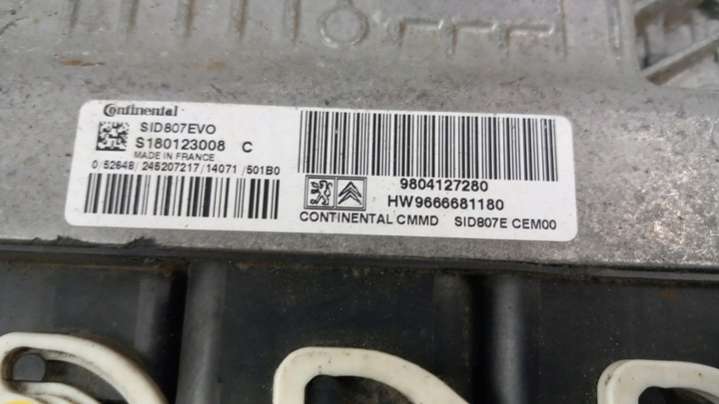 Continental
SID807EVO
S180123008 C
MADE IN FRANCE
0/52648/245207217/14071/501B0
9804127280
HW9666681180
CONTINENTAL CMMD SID807E CEM00